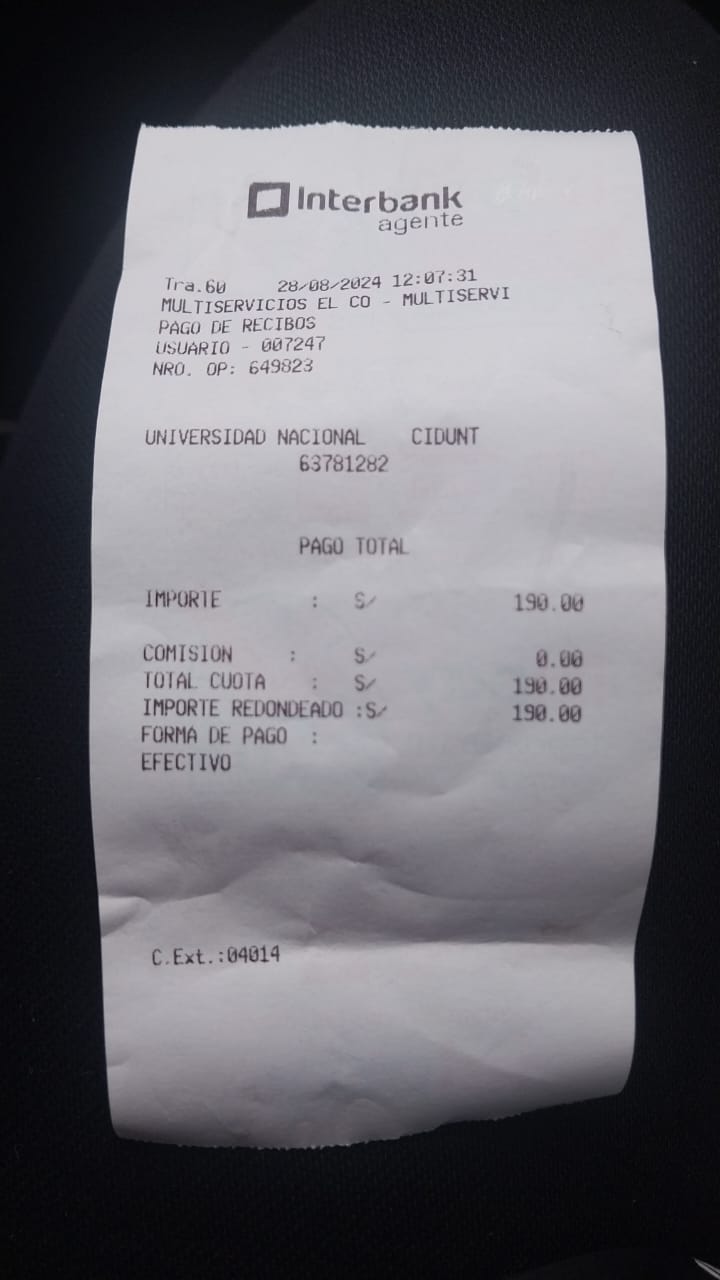 Interbank
agente
Tra.60 28/08/2024 12:07:31
MULTISERVICIOS EL CO - MULTISERVI
PAGO DE RECIBOS
USUARIO - 007247
NRO. OP: 649823
UNIVERSIDAD NACIONAL CIDUNT
63781282
PAGO TOTAL
IMPORTE : S/ 190.00
COMISION : S/ 0.00
TOTAL CUOTA : S/ 190.00
IMPORTE REDONDEADO :S/ 190.00
FORMA DE PAGO :
EFECTIVO
C.Ext.:04014